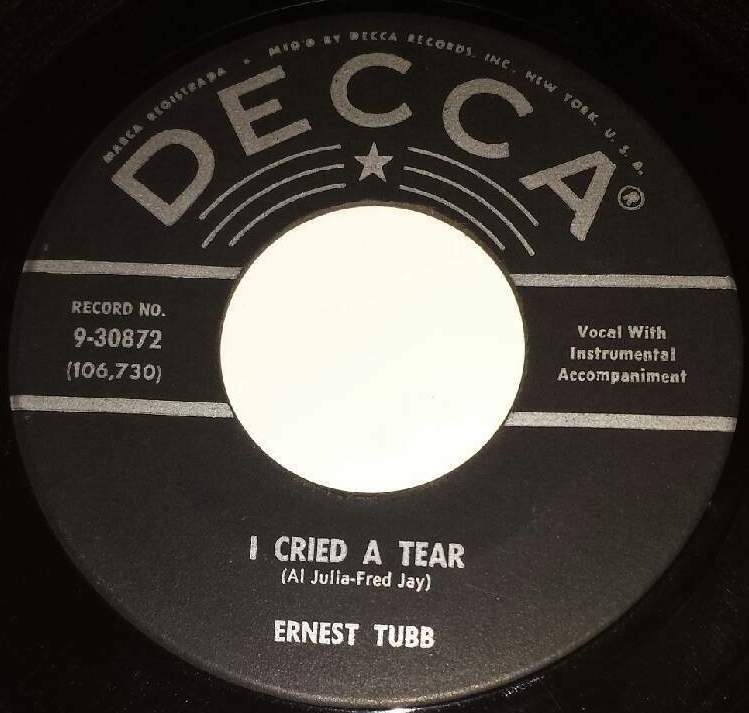 MARCA REGISTRADA • MFD'D BY DECCA RECORDS, INC., NEW YORK, U. S. A.
DECCA®
RECORD NO.
9-30872
(106,730)
Vocal With
Instrumental
Accompaniment
I CRIED A TEAR
(Al Julia-Fred Jay)
ERNEST TUBB